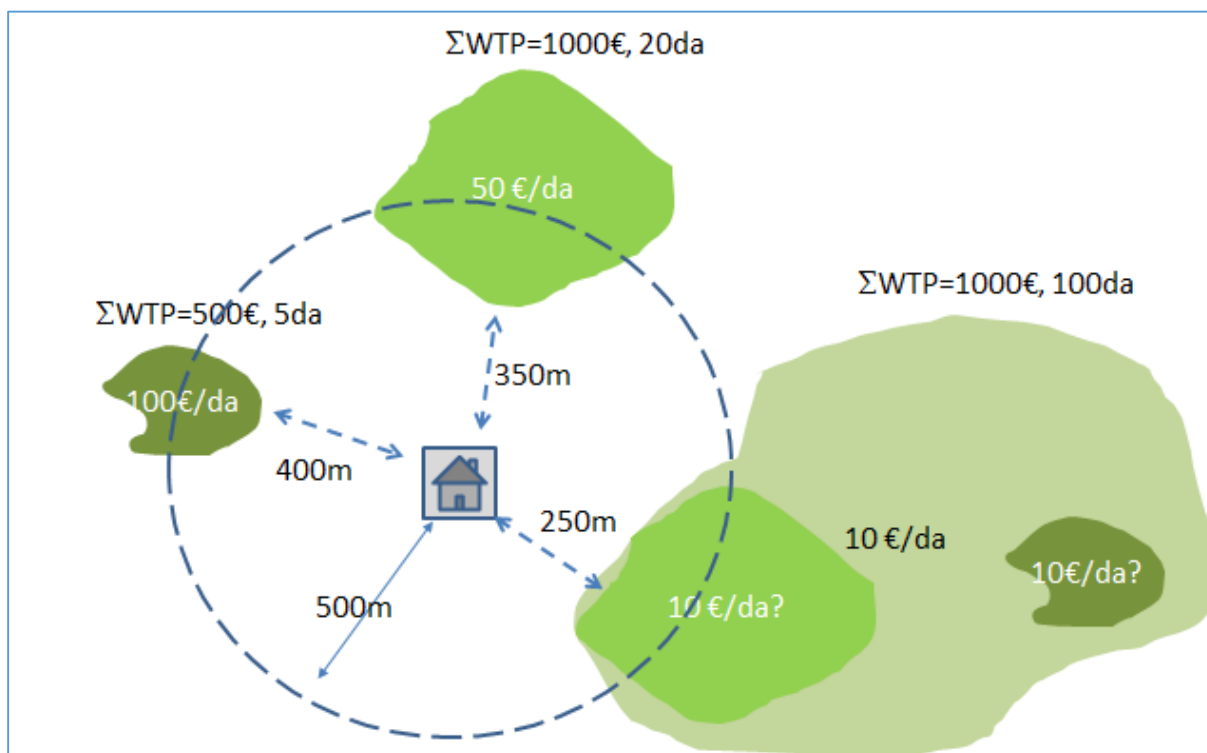 ΣWTP=1000€, 20da
50 €/da
ΣWTP=1000€, 100da
ΣWTP=500€, 5da
350m
100€/da
400m
250m
10 €/da
10€/da?
500m
10 €/da?